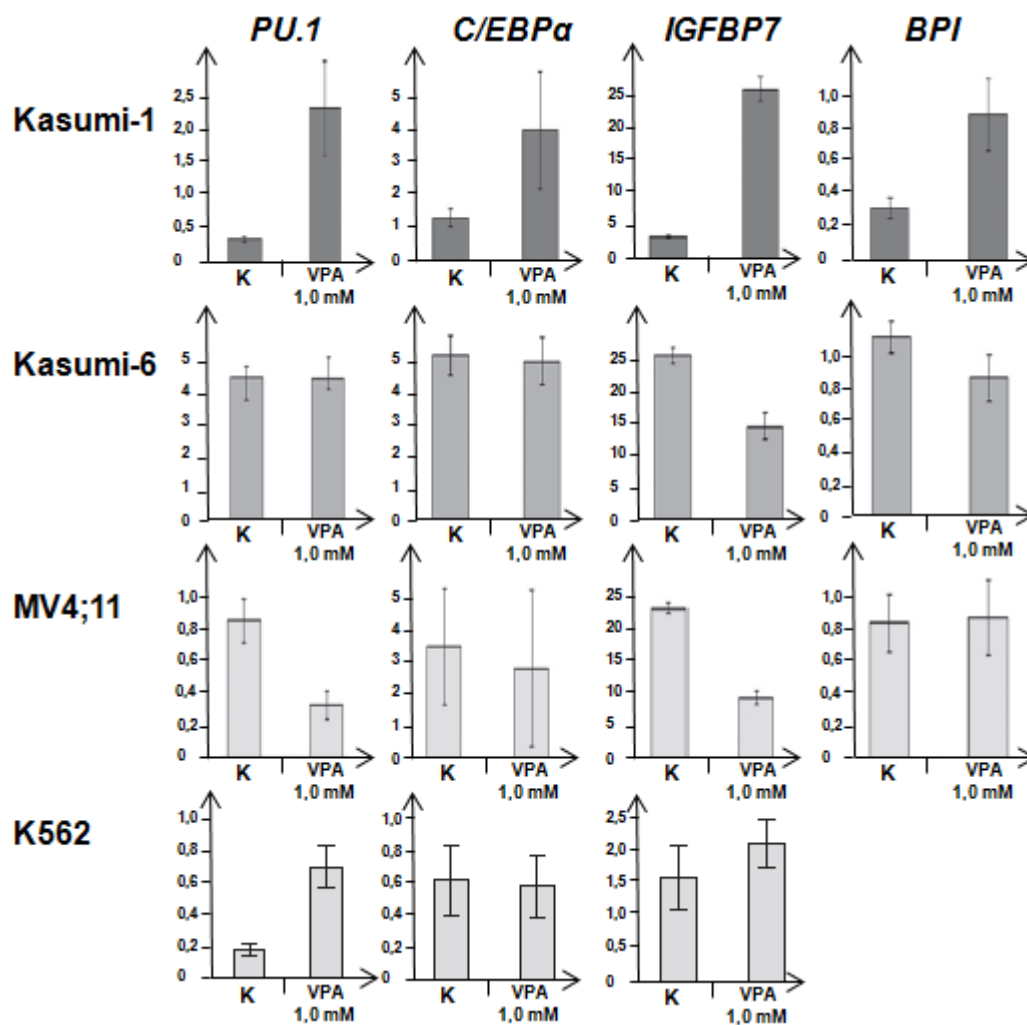 PU.1 C/EBPα IGFBP7 BPI
Kasumi-1
2,5 2,0 1,5 1,0 0,5 0
5 4 3 2 1 0
25 20 15 10 5 0
1,0 0,8 0,6 0,4 0,2 0
K VPA K VPA K VPA K VPA
1,0 mM 1,0 mM 1,0 mM 1,0 mM
Kasumi-6
5 4 3 2 1 0
5 4 3 2 1 0
25 20 15 10 5 0
1,0 0,8 0,6 0,4 0,2 0
K VPA K VPA K VPA K VPA
1,0 mM 1,0 mM 1,0 mM 1,0 mM
MV4;11
1,0 0,8 0,6 0,4 0,2 0
5 4 3 2 1 0
25 20 15 10 5 0
1,0 0,8 0,6 0,4 0,2 0
K VPA K VPA K VPA K VPA
1,0 mM 1,0 mM 1,0 mM 1,0 mM
K562
1,0 0,8 0,6 0,4 0,2 0
1,0 0,8 0,6 0,4 0,2 0
2,5 2,0 1,5 1,0 0,5 0
K VPA K VPA K VPA
1,0 mM 1,0 mM 1,0 mM